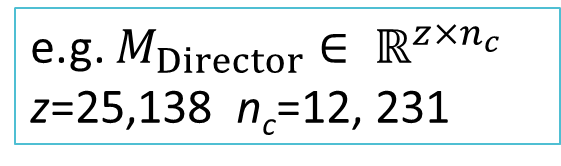 e.g. M_Director ∈ ℝ^{z×n_c}
z=25,138 n_c=12, 231